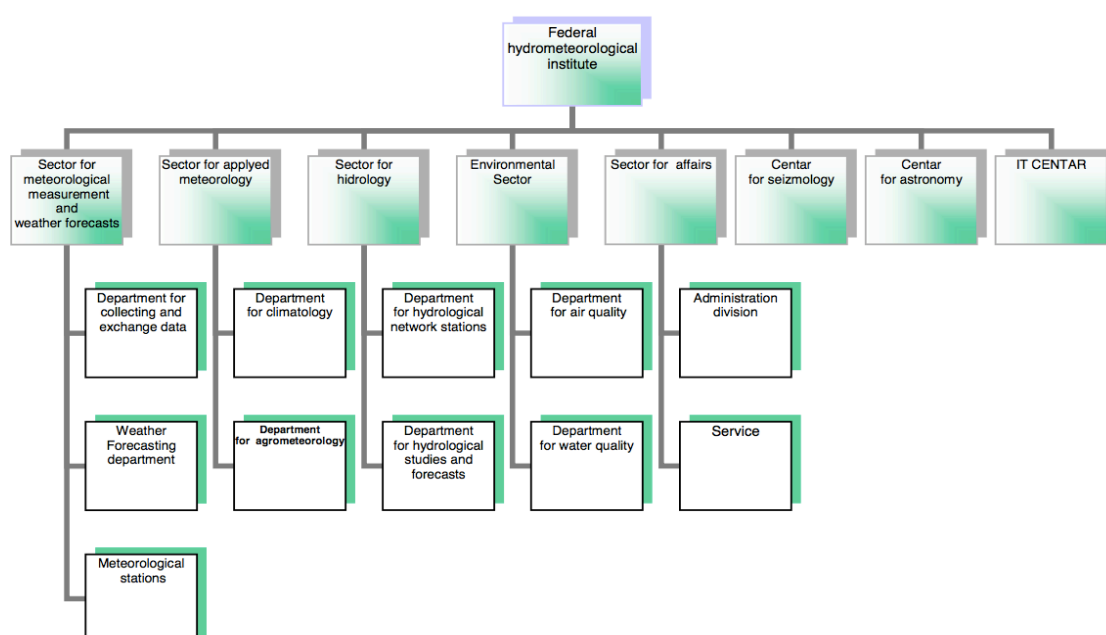 Federal
hydrometeorological
institute
Sector for
meteorological
measurement
and
weather forecasts
Sector for applyed
meteorology
Sector for
hidrology
Environmental
Sector
Sector for affairs
Centar
for seizmology
Centar
for astronomy
IT CENTAR
Department for
collecting and
exchange data
Department
for climatology
Department
for hydrological
network stations
Department
for air quality
Administration
division
Weather
Forecasting
department
Department
for agrometeorology
Department
for hydrological
studies and
forecasts
Department
for water quality
Service
Meteorological
stations